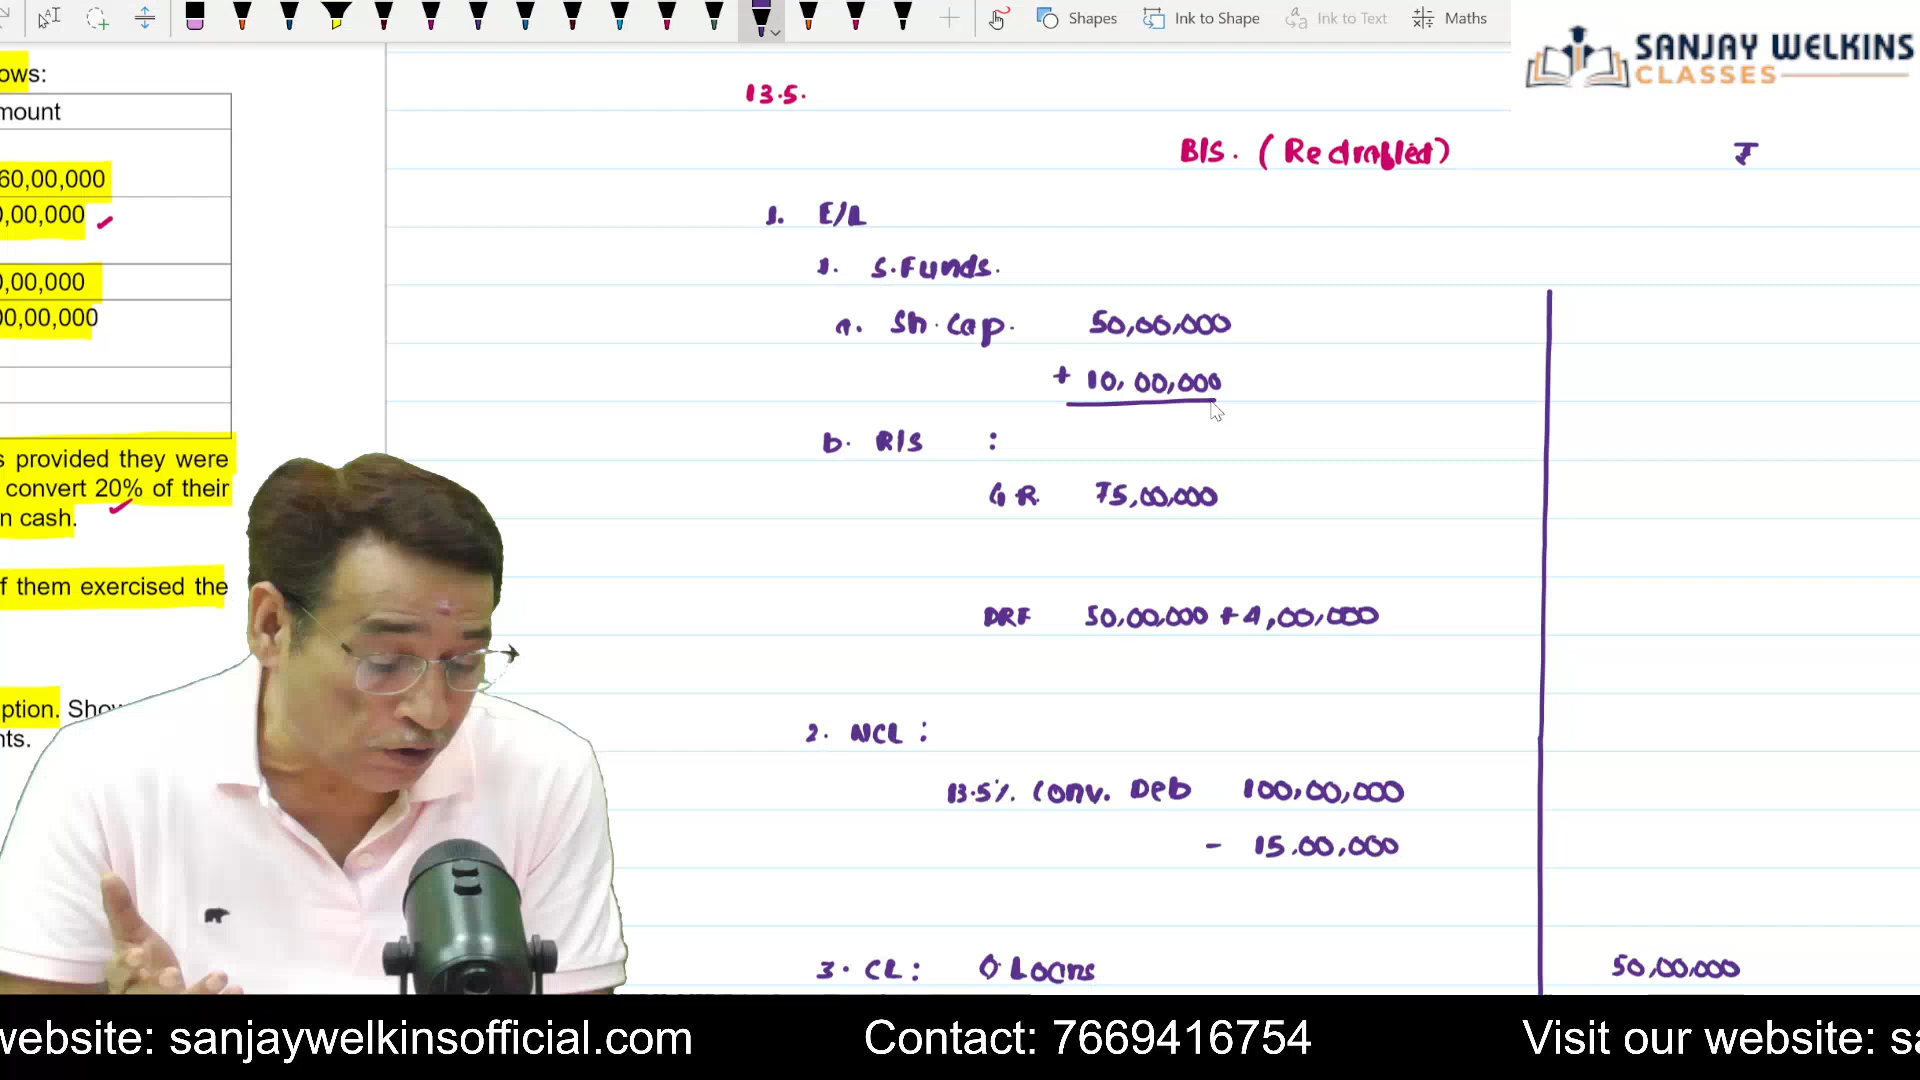 Shapes
Ink to Shape
Ink to Text
Maths
SANJAY WELKINS
CLASSES
ows:
mount
60,00,000
0,00,000
0,00,000
00,00,000
s provided they were
convert 20% of their
n cash.
f them exercised the
ption. Show
nts.
13.5.
B/S. (Redrafted) ₹
1. E/L
1. S.Funds.
a. Sh.Cap. 50,00,000
+ 10,00,000
b. R/S :
G R 75,00,000
DRF 50,00,000 + 4,00,000
2. NCL :
13.5% Conv. Deb 100,00,000
- 15.00,000
3. CL : O Loans 50,00,000
website: sanjaywelkinsofficial.com Contact: 7669416754 Visit our website: sa